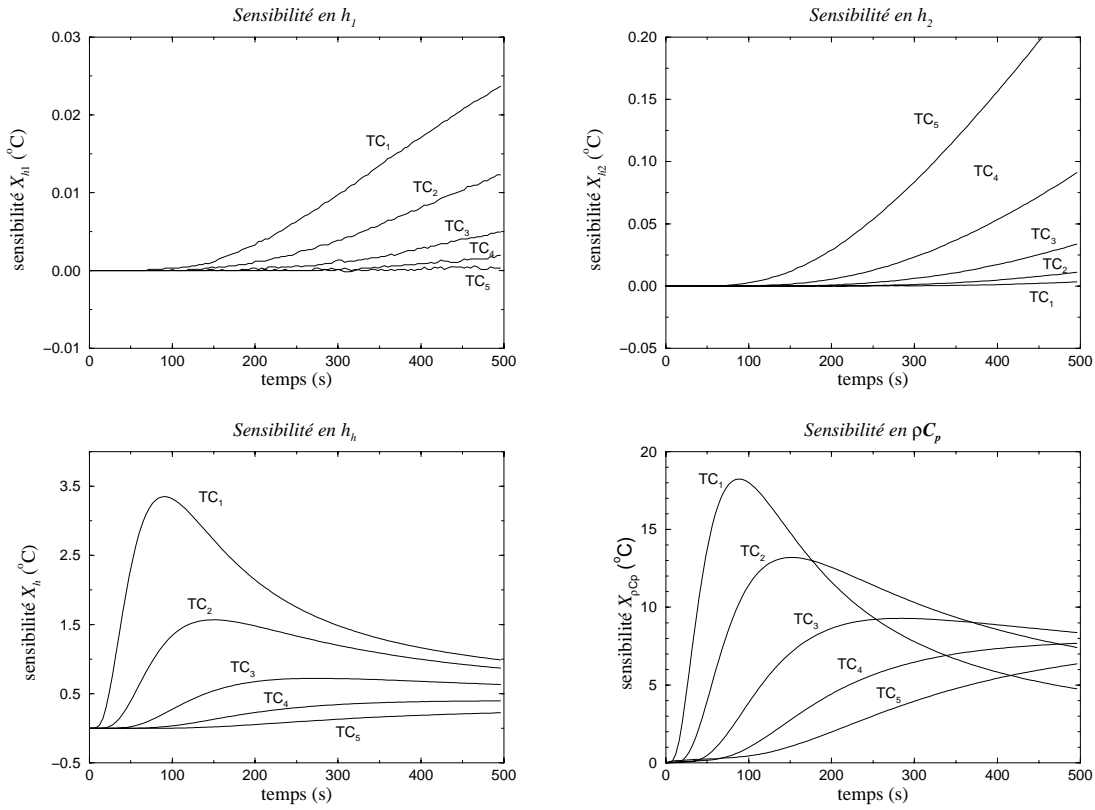 Sensibilité en h1
0.03
0.02
0.01
0.00
−0.01
0
100
200
300
400
500
sensibilité Xh1 (°C)
temps (s)
TC1
TC2
TC3
TC4
TC5
Sensibilité en h2
0.20
0.15
0.10
0.05
0.00
−0.05
0
100
200
300
400
500
sensibilité Xh2 (°C)
temps (s)
TC5
TC4
TC3
TC2
TC1
Sensibilité en hh
3.5
2.5
1.5
0.5
−0.5
0
100
200
300
400
500
sensibilité Xh (°C)
temps (s)
TC1
TC2
TC3
TC4
TC5
Sensibilité en ρCp
20
15
10
5
0
0
100
200
300
400
500
sensibilité XρCp (°C)
temps (s)
TC1
TC2
TC3
TC4
TC5